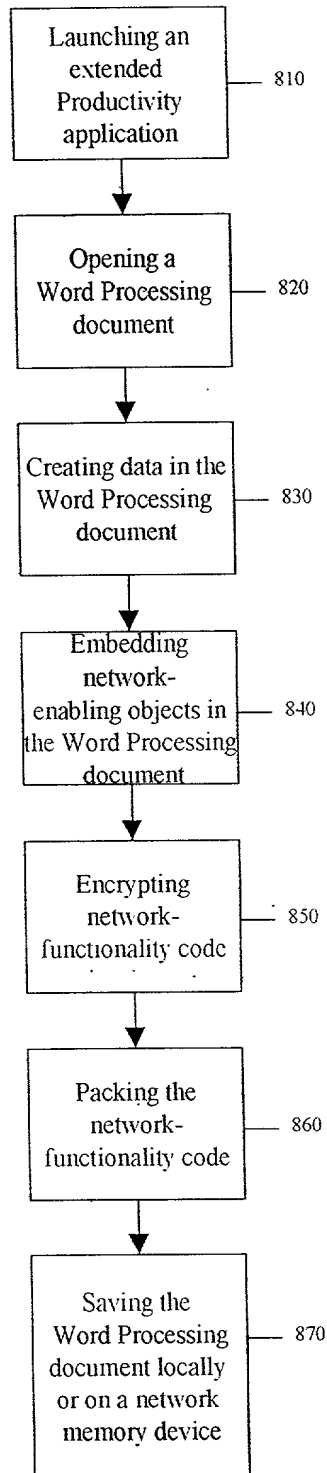 Launching an
extended
Productivity
application
810
Opening a
Word Processing
document
820
Creating data in the
Word Processing
document
830
Embedding
network-
enabling objects in
the Word Processing
document
840
Encrypting
network-
functionality code
850
Packing the
network-
functionality code
860
Saving the
Word Processing
document locally
or on a network
memory device
870